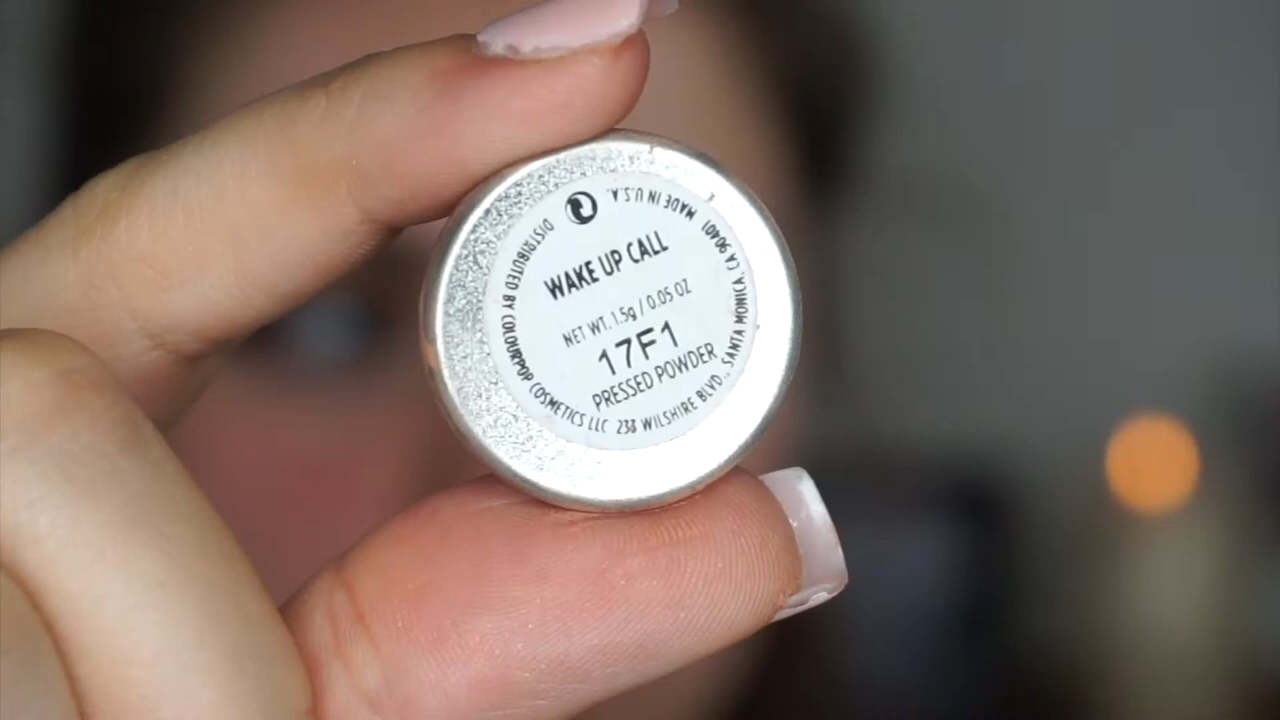 WAKE UP CALL
NET WT. 1.5g / 0.05 OZ
17F1
PRESSED POWDER
DISTRIBUTED BY COLOURPOP COSMETICS LLC 238 WILSHIRE BLVD., SANTA MONICA, CA 90401 MADE IN U.S.A.